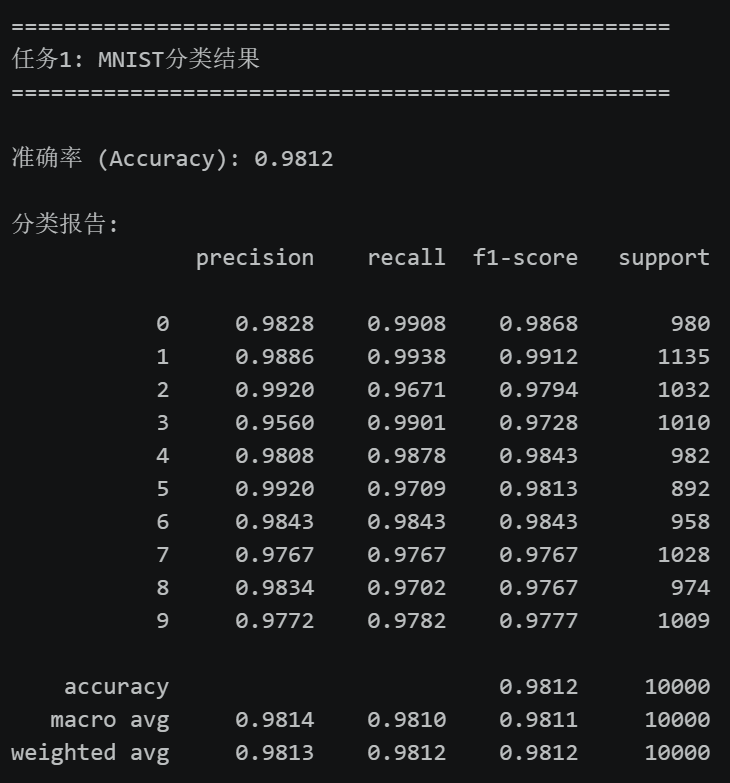 ==================================================
任务1: MNIST分类结果
==================================================
准确率 (Accuracy): 0.9812
分类报告:
precision recall f1-score support
0 0.9828 0.9908 0.9868 980
1 0.9886 0.9938 0.9912 1135
2 0.9920 0.9671 0.9794 1032
3 0.9560 0.9901 0.9728 1010
4 0.9808 0.9878 0.9843 982
5 0.9920 0.9709 0.9813 892
6 0.9843 0.9843 0.9843 958
7 0.9767 0.9767 0.9767 1028
8 0.9834 0.9702 0.9767 974
9 0.9772 0.9782 0.9777 1009
accuracy 0.9812 10000
macro avg 0.9814 0.9810 0.9811 10000
weighted avg 0.9813 0.9812 0.9812 10000